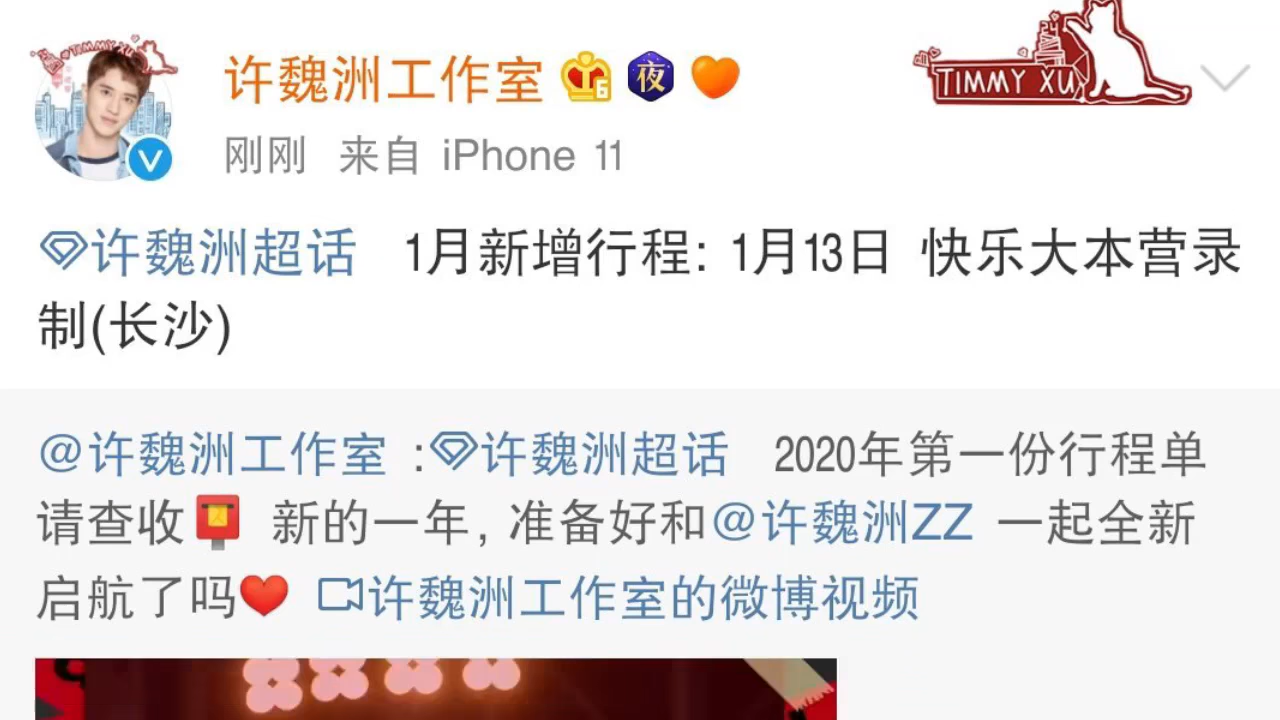 许魏洲工作室
夜
TIMMY XU
刚刚 来自 iPhone 11
许魏洲超话 1月新增行程: 1月13日 快乐大本营录
制(长沙)
@许魏洲工作室 :许魏洲超话 2020年第一份行程单
请查收 新的一年, 准备好和@许魏洲ZZ 一起全新
启航了吗 许魏洲工作室的微博视频